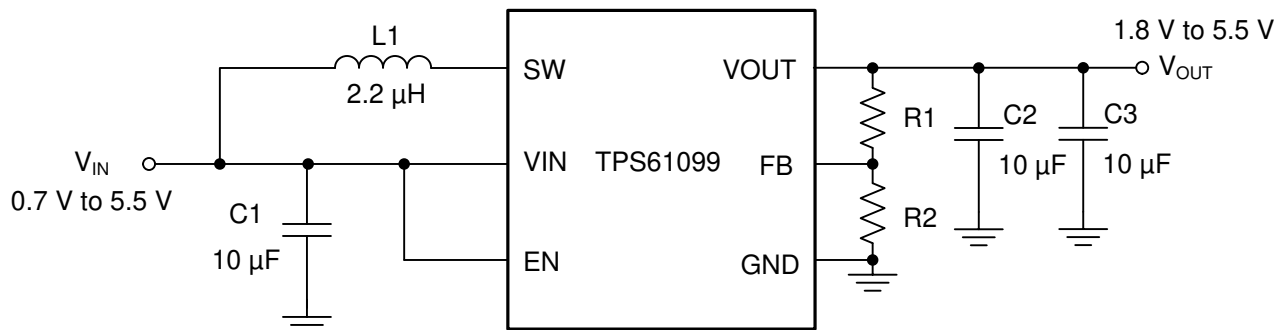 L1
2.2 µH
SW
VOUT
1.8 V to 5.5 V
VOUT
R1
C2
10 µF
C3
10 µF
VIN
0.7 V to 5.5 V
VIN
TPS61099
FB
C1
10 µF
R2
EN
GND